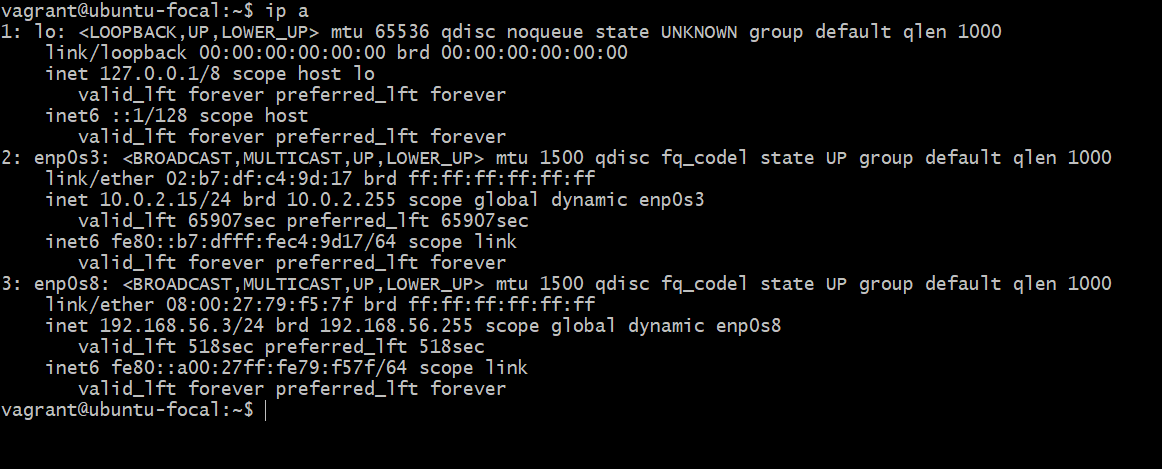 vagrant@ubuntu-focal:~$ ip a
1: lo: <LOOPBACK,UP,LOWER_UP> mtu 65536 qdisc noqueue state UNKNOWN group default qlen 1000
    link/loopback 00:00:00:00:00:00 brd 00:00:00:00:00:00
    inet 127.0.0.1/8 scope host lo
       valid_lft forever preferred_lft forever
    inet6 ::1/128 scope host
       valid_lft forever preferred_lft forever
2: enp0s3: <BROADCAST,MULTICAST,UP,LOWER_UP> mtu 1500 qdisc fq_codel state UP group default qlen 1000
    link/ether 02:b7:df:c4:9d:17 brd ff:ff:ff:ff:ff:ff
    inet 10.0.2.15/24 brd 10.0.2.255 scope global dynamic enp0s3
       valid_lft 65907sec preferred_lft 65907sec
    inet6 fe80::b7:dfff:fec4:9d17/64 scope link
       valid_lft forever preferred_lft forever
3: enp0s8: <BROADCAST,MULTICAST,UP,LOWER_UP> mtu 1500 qdisc fq_codel state UP group default qlen 1000
    link/ether 08:00:27:79:f5:7f brd ff:ff:ff:ff:ff:ff
    inet 192.168.56.3/24 brd 192.168.56.255 scope global dynamic enp0s8
       valid_lft 518sec preferred_lft 518sec
    inet6 fe80::a00:27ff:fe79:f57f/64 scope link
       valid_lft forever preferred_lft forever
vagrant@ubuntu-focal:~$